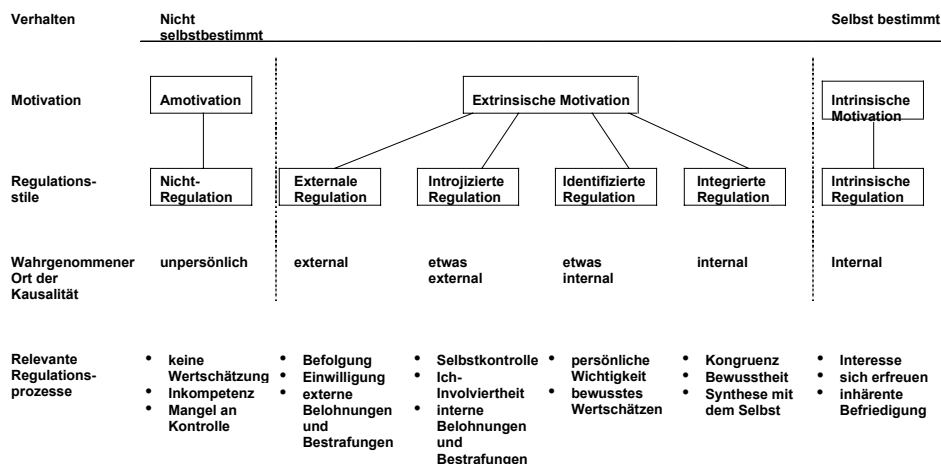 Verhalten
Nicht
selbstbestimmt
Selbst bestimmt
Motivation
Amotivation
Extrinsische Motivation
Intrinsische
Motivation
Regulations-
stile
Nicht-
Regulation
Externale
Regulation
Introjizierte
Regulation
Identifizierte
Regulation
Integrierte
Regulation
Intrinsische
Regulation
Wahrgenommener
Ort der
Kausalität
unpersönlich
external
etwas
external
etwas
internal
internal
Internal
Relevante
Regulations-
prozesse
• keine
Wertschätzung
• Inkompetenz
• Mangel an
Kontrolle
• Befolgung
• Einwilligung
• externe
Belohnungen
und
Bestrafungen
• Selbstkontrolle
• Ich-
Involviertheit
• interne
Belohnungen
und
Bestrafungen
• persönliche
Wichtigkeit
• bewusstes
Wertschätzen
• Kongruenz
• Bewusstheit
• Synthese mit
dem Selbst
• Interesse
• sich erfreuen
• inhärente
Befriedigung